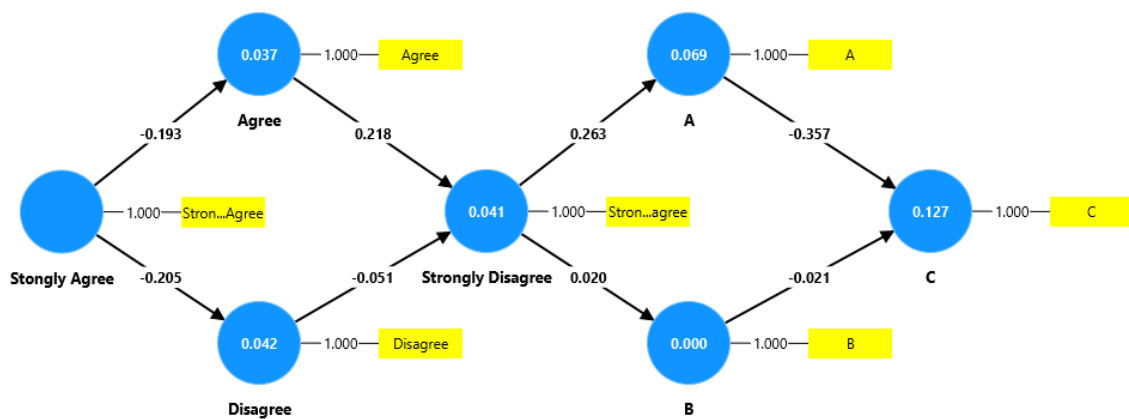 0.037
1.000
Agree
Agree
0.069
1.000
A
A
-0.193
0.218
0.263
-0.357
1.000
Stron...Agree
Stongly Agree
0.041
1.000
Stron...agree
Strongly Disagree
0.127
1.000
C
C
-0.205
-0.051
0.020
-0.021
0.042
1.000
Disagree
Disagree
0.000
1.000
B
B